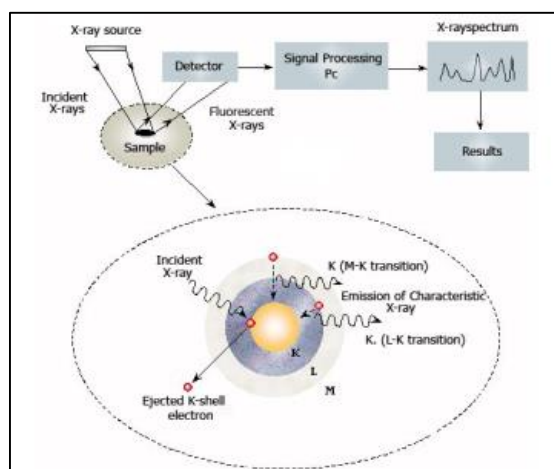 X-ray source
X-rayspectrum
Detector
Signal Processing
Pc
Incident
X-rays
Fluorescent
X-rays
Sample
Results
Incident
X-ray
K (M-K transition)
Emission of Characteristic
X-ray
K. (L-K transition)
K
L
M
Ejected K-shell
electron